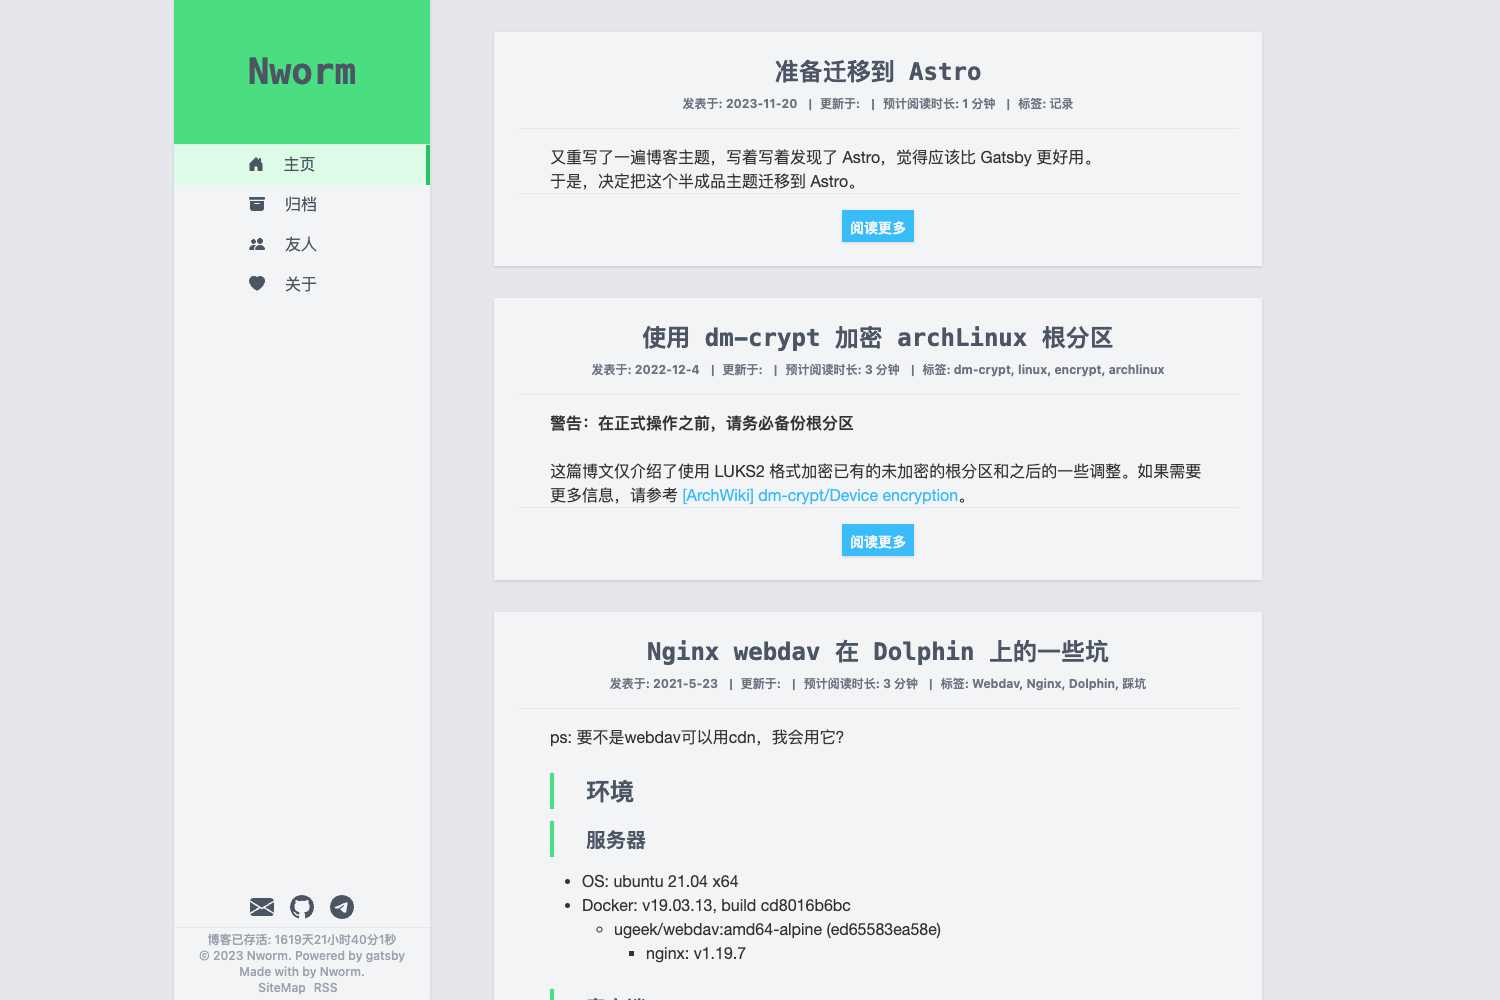 Nworm
主页
归档
友人
关于
博客已存活: 1619天21小时40分1秒
© 2023 Nworm. Powered by gatsby
Made with by Nworm.
SiteMap RSS
准备迁移到 Astro
发表于: 2023-11-20 | 更新于: | 预计阅读时长: 1 分钟 | 标签: 记录
又重写了一遍博客主题，写着写着发现了 Astro，觉得应该比 Gatsby 更好用。
于是，决定把这个半成品主题迁移到 Astro。
阅读更多
使用 dm-crypt 加密 archLinux 根分区
发表于: 2022-12-4 | 更新于: | 预计阅读时长: 3 分钟 | 标签: dm-crypt, linux, encrypt, archlinux
警告：在正式操作之前，请务必备份根分区
这篇博文仅介绍了使用 LUKS2 格式加密已有的未加密的根分区和之后的一些调整。如果需要
更多信息，请参考 [ArchWiki] dm-crypt/Device encryption。
阅读更多
Nginx webdav 在 Dolphin 上的一些坑
发表于: 2021-5-23 | 更新于: | 预计阅读时长: 3 分钟 | 标签: Webdav, Nginx, Dolphin, 踩坑
ps: 要不是webdav可以用cdn，我会用它?
环境
服务器
OS: ubuntu 21.04 x64
Docker: v19.03.13, build cd8016b6bc
ugeek/webdav:amd64-alpine (ed65583ea58e)
nginx: v1.19.7